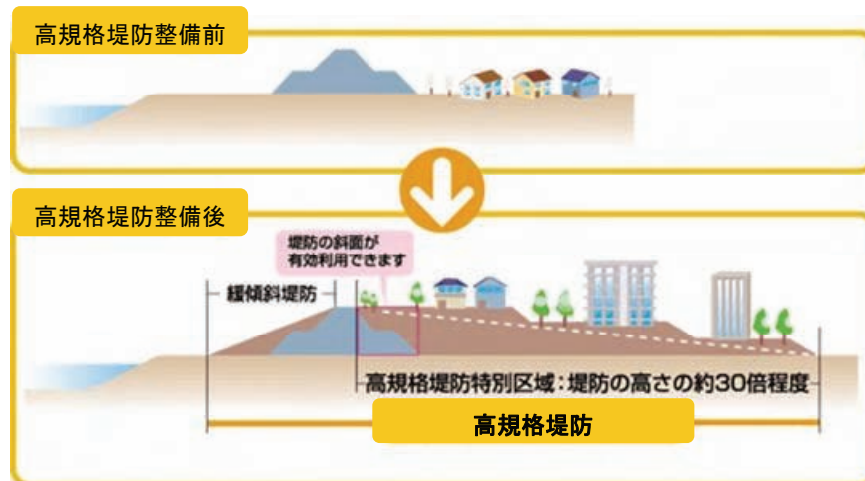 高規格堤防整備前
高規格堤防整備後
堤防の斜面が
有効利用できます
緩傾斜堤防
高規格堤防特別区域：堤防の高さの約30倍程度
高規格堤防